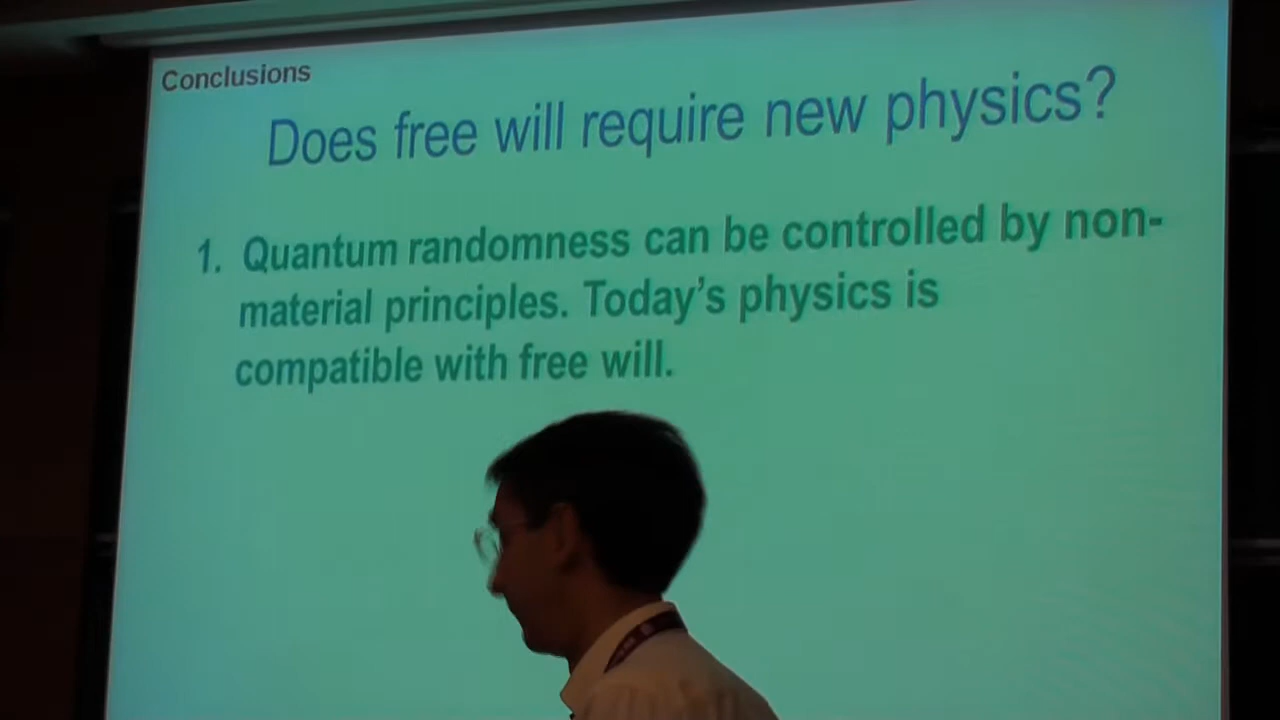 Conclusions
Does free will require new physics?
1. Quantum randomness can be controlled by non-
material principles. Today's physics is
compatible with free will.